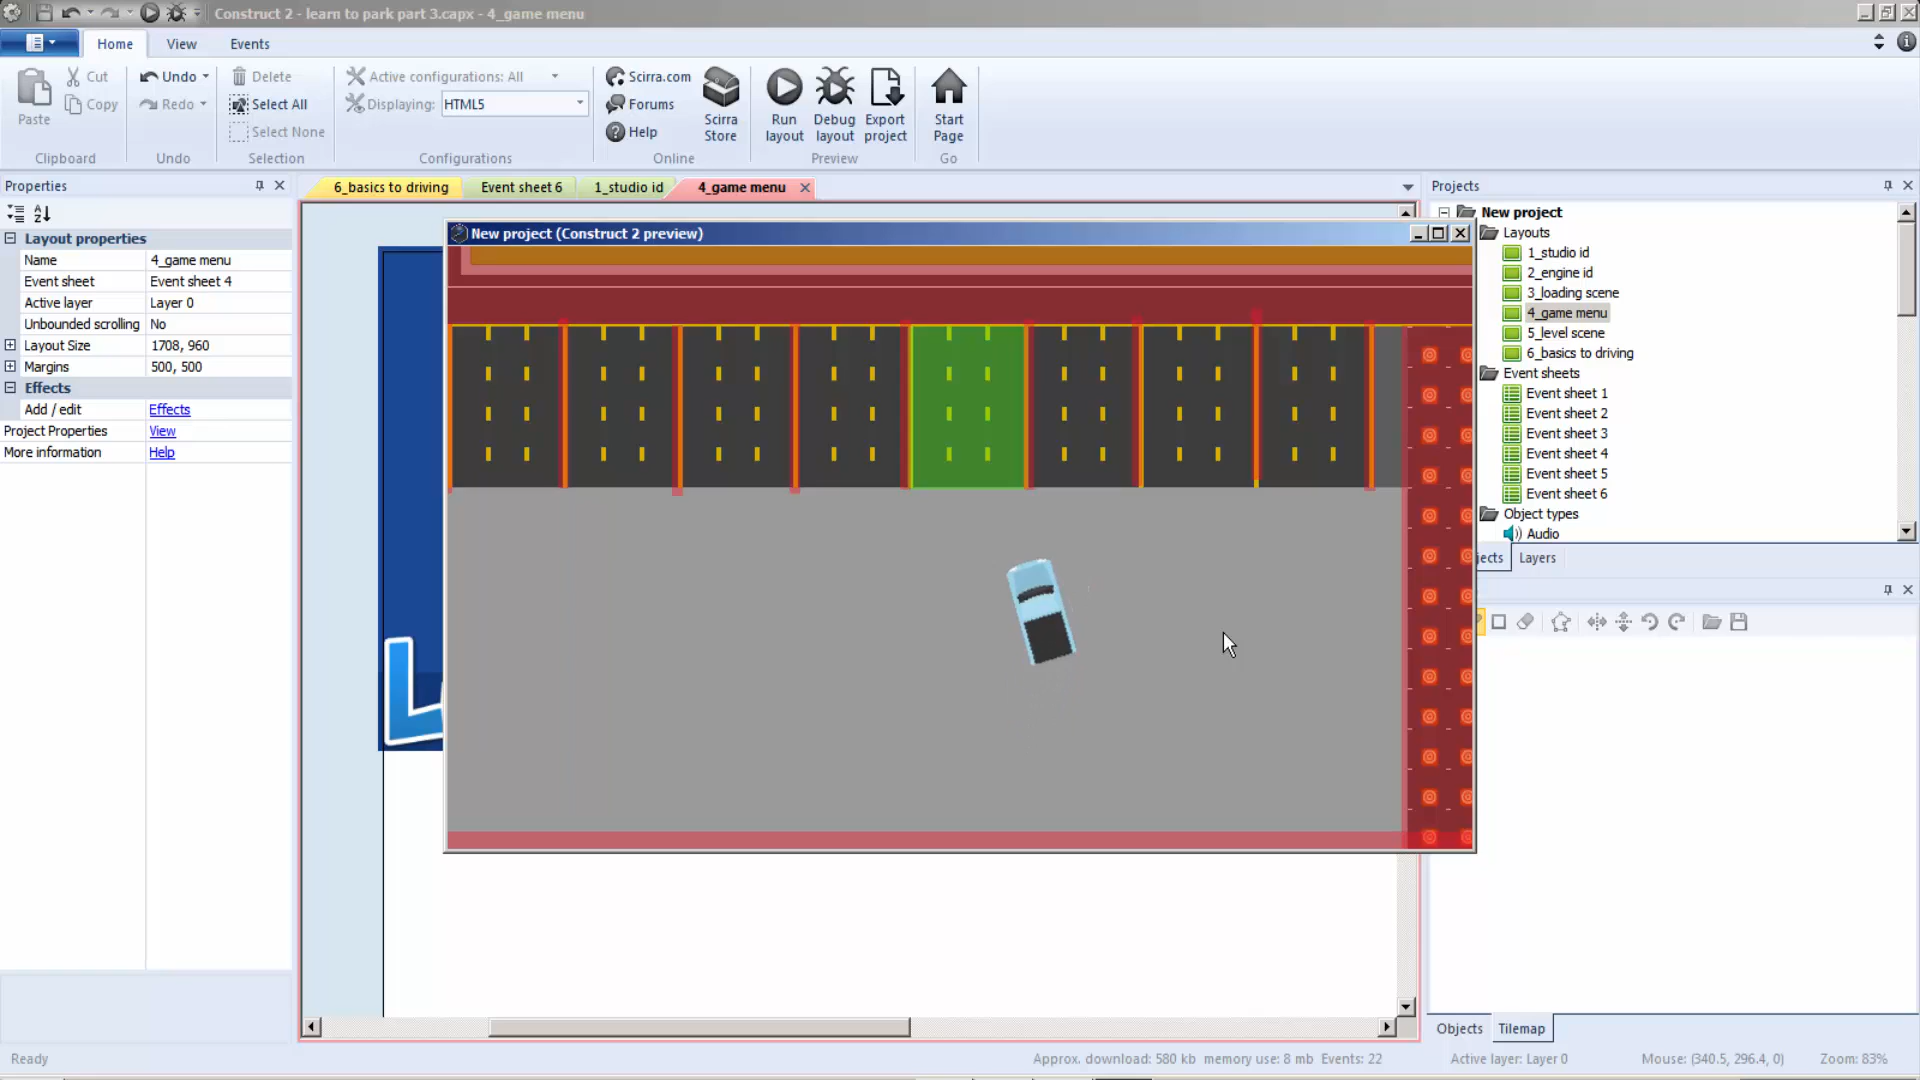 Construct 2 - learn to park part 3.capx - 4_game menu
Home
View
Events
Paste
Cut
Copy
Clipboard
Undo
Redo
Undo
Delete
Select All
Select None
Selection
Active configurations: All
Displaying: HTML5
Configurations
Scirra.com
Forums
Help
Scirra
Store
Online
Run
layout
Debug
layout
Export
project
Preview
Start
Page
Go
Properties
6_basics to driving
Event sheet 6
1_studio id
4_game menu
Projects
Layout properties
Name 4_game menu
Event sheet Event sheet 4
Active layer Layer 0
Unbounded scrolling No
Layout Size 1708, 960
Margins 500, 500
Effects
Add / edit Effects
Project Properties View
More information Help
New project (Construct 2 preview)
L
New project
Layouts
1_studio id
2_engine id
3_loading scene
4_game menu
5_level scene
6_basics to driving
Event sheets
Event sheet 1
Event sheet 2
Event sheet 3
Event sheet 4
Event sheet 5
Event sheet 6
Object types
Audio
jects
Layers
Objects
Tilemap
Ready
Approx. download: 580 kb memory use: 8 mb Events: 22
Active layer: Layer 0
Mouse: (340.5, 296.4, 0)
Zoom: 83%